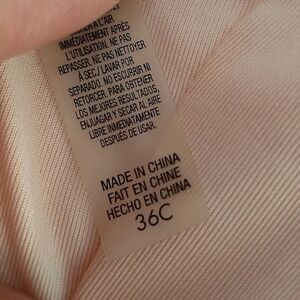 À L'AIR
IMMÉDIATEMENT APRÈS
L'UTILISATION. NE PAS
REPASSER. NE PAS NETTOYER
À SEC./ LAVAR POR
SEPARADO. NO ESCURRIR NI
RETORCER. PARA OBTENER
LOS MEJORES RESULTADOS,
ENJUAGAR Y SECAR AL AIRE
LIBRE INMEDIATAMENTE
DESPUÉS DE USAR.
MADE IN CHINA
FAIT EN CHINE
HECHO EN CHINA
36C